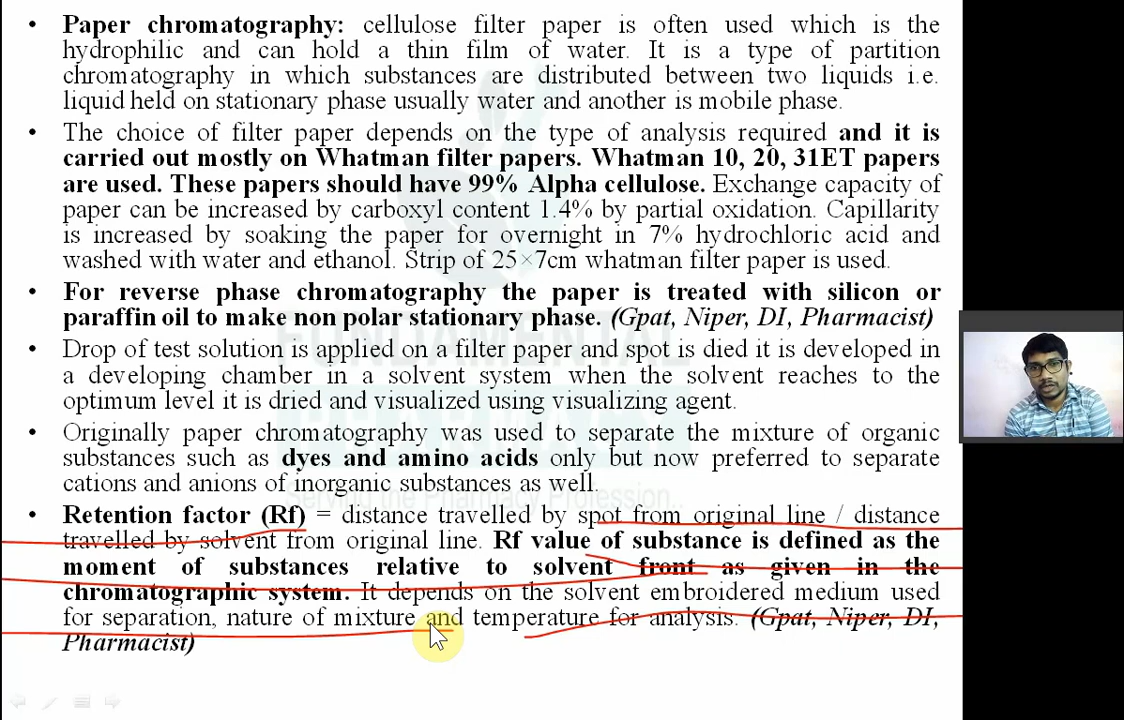 • Paper chromatography: cellulose filter paper is often used which is the
hydrophilic and can hold a thin film of water. It is a type of partition
chromatography in which substances are distributed between two liquids i.e.
liquid held on stationary phase usually water and another is mobile phase.
• The choice of filter paper depends on the type of analysis required and it is
carried out mostly on Whatman filter papers. Whatman 10, 20, 31ET papers
are used. These papers should have 99% Alpha cellulose. Exchange capacity of
paper can be increased by carboxyl content 1.4% by partial oxidation. Capillarity
is increased by soaking the paper for overnight in 7% hydrochloric acid and
washed with water and ethanol. Strip of 25×7cm whatman filter paper is used.
• For reverse phase chromatography the paper is treated with silicon or
paraffin oil to make non polar stationary phase. (Gpat, Niper, DI, Pharmacist)
• Drop of test solution is applied on a filter paper and spot is died it is developed in
a developing chamber in a solvent system when the solvent reaches to the
optimum level it is dried and visualized using visualizing agent.
• Originally paper chromatography was used to separate the mixture of organic
substances such as dyes and amino acids only but now preferred to separate
cations and anions of inorganic substances as well.
• Retention factor (Rf) = distance travelled by spot from original line / distance
travelled by solvent from original line. Rf value of substance is defined as the
moment of substances relative to solvent front as given in the
chromatographic system. It depends on the solvent embroidered medium used
for separation, nature of mixture and temperature for analysis. (Gpat, Niper, DI,
Pharmacist)
FUNDAMENTAL
Serving the Pharmacy Profession..